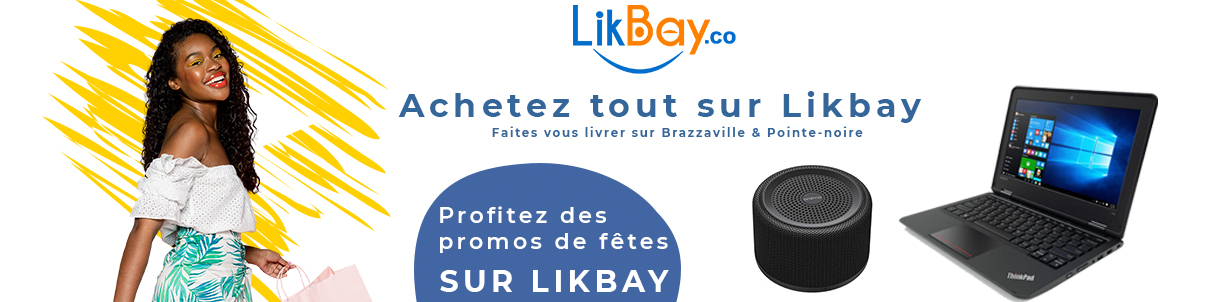 LikBay.co
Achetez tout sur Likbay
Faites vous livrer sur Brazzaville & Pointe-noire
Profitez des
promos de fêtes
SUR LIKBAY
ThinkPad